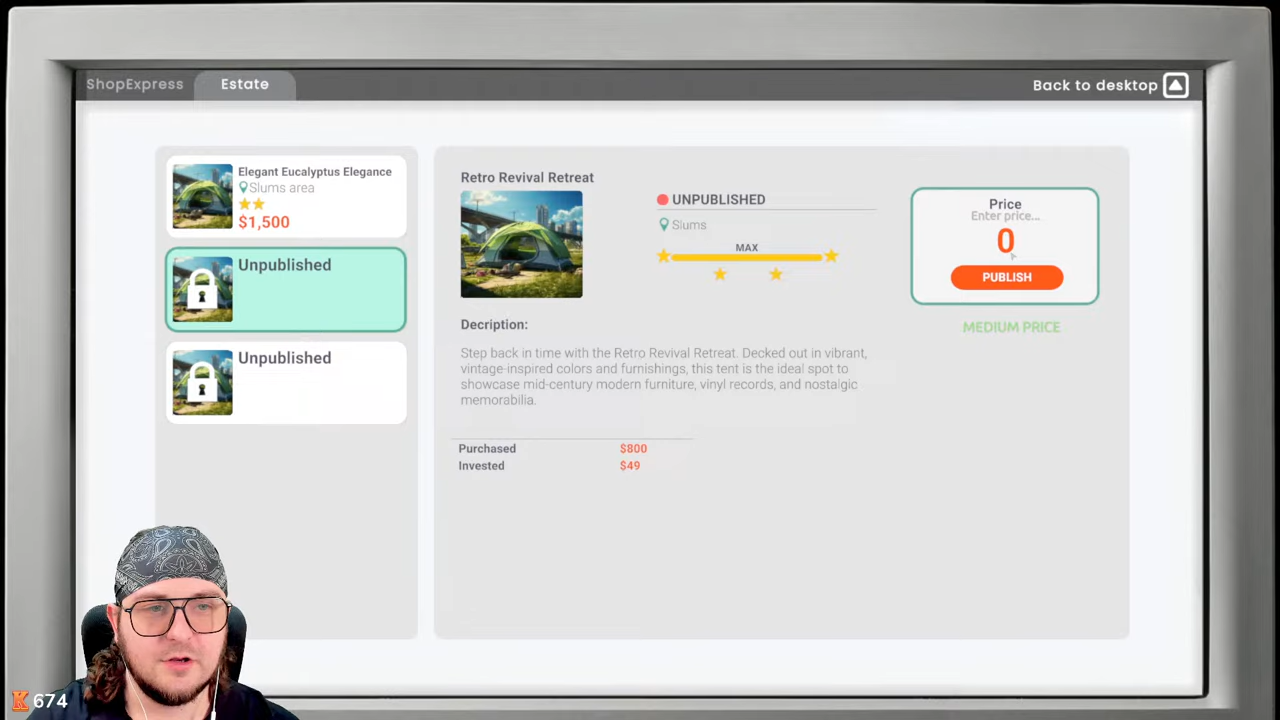 ShopExpress
Estate
Back to desktop
Elegant Eucalyptus Elegance
Slums area
$1,500
Unpublished
Unpublished
Retro Revival Retreat
UNPUBLISHED
Slums
MAX
Decription:
Step back in time with the Retro Revival Retreat. Decked out in vibrant,
vintage-inspired colors and furnishings, this tent is the ideal spot to
showcase mid-century modern furniture, vinyl records, and nostalgic
memorabilia.
Purchased $800
Invested $49
Price
Enter price...
0
PUBLISH
MEDIUM PRICE
K 674